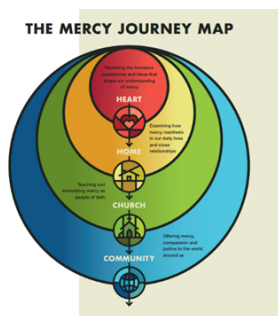 THE MERCY JOURNEY MAP
Assessing the formative
experiences and ideas that
shape our understanding
of mercy
HEART
Examining how
mercy manifests
in our daily lives
and close
relationships
HOME
Teaching and
embodying mercy as
people of faith
CHURCH
Offering mercy,
compassion and
justice to the world
around us
COMMUNITY